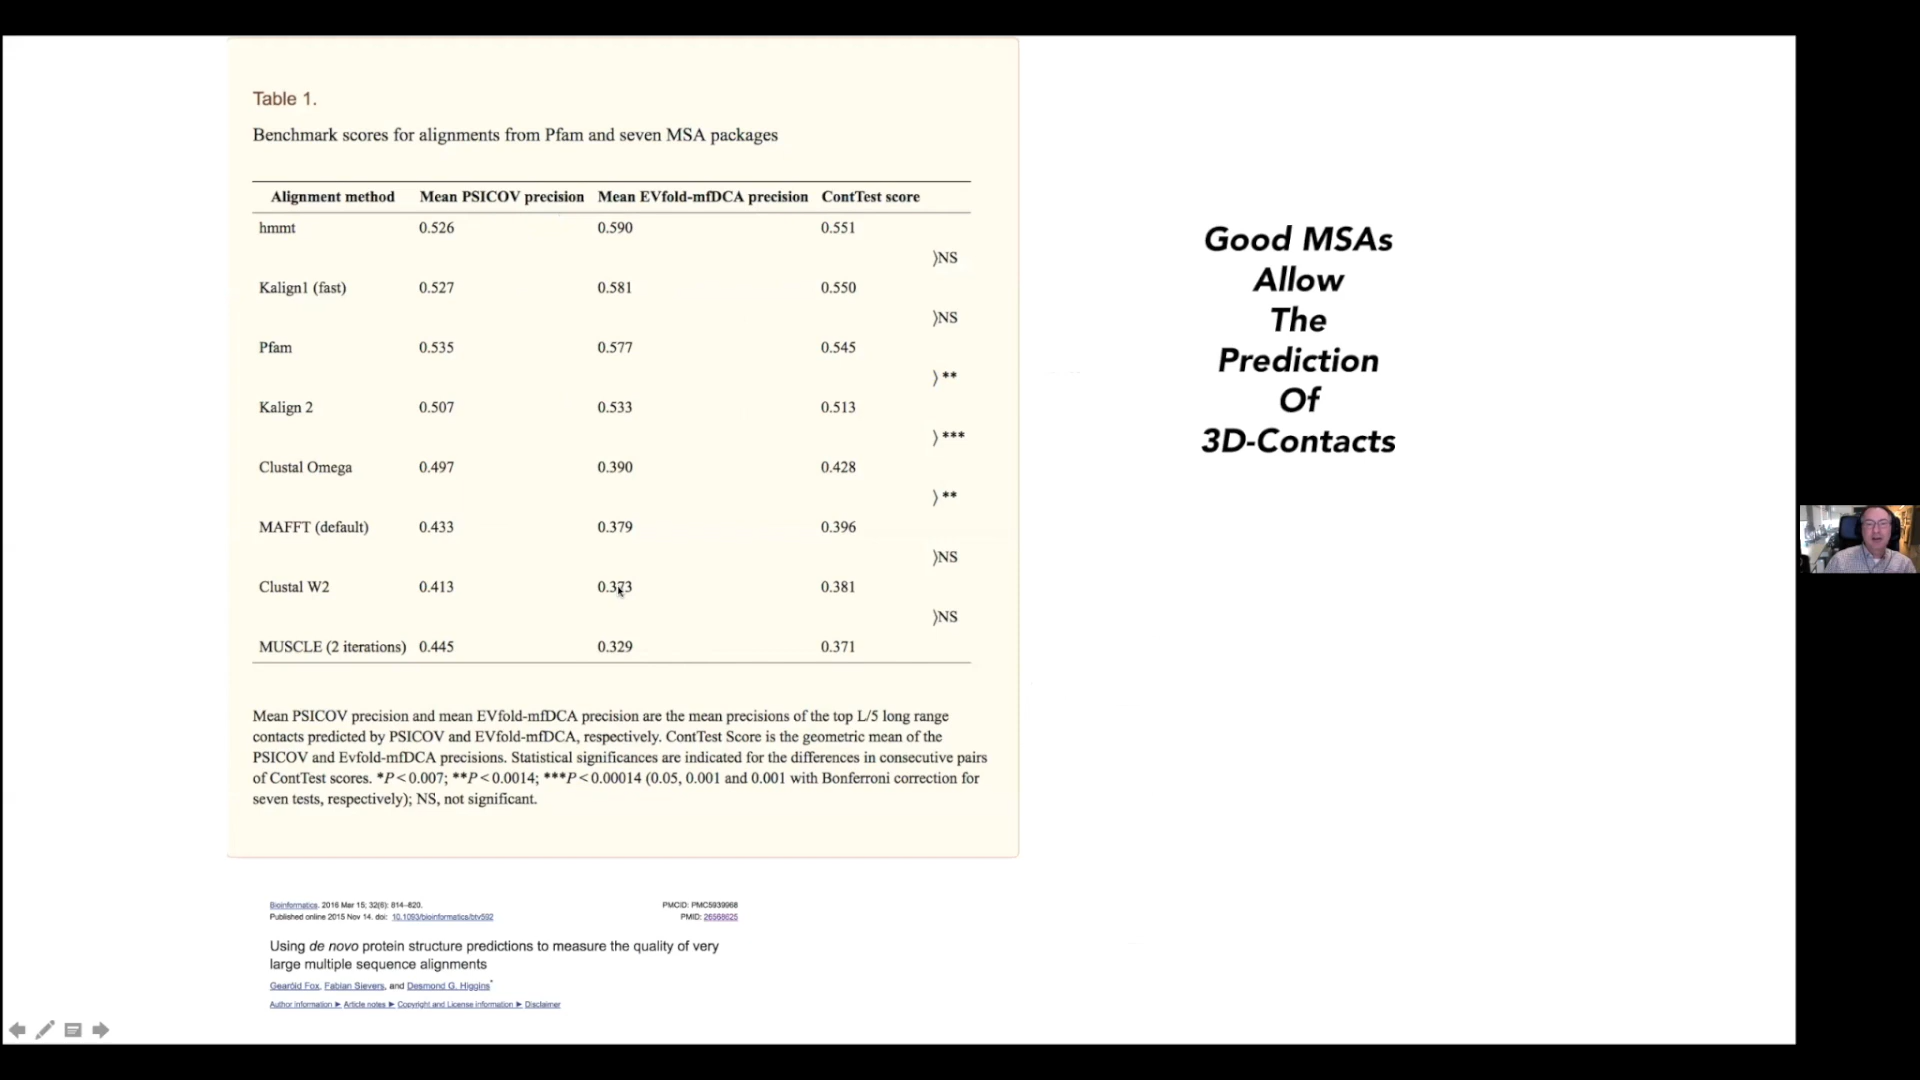 Table 1.
Benchmark scores for alignments from Pfam and seven MSA packages
Alignment method Mean PSICOV precision Mean EVfold-mfDCA precision ContTest score
hmmt 0.526 0.590 0.551
⟩NS
Kalign1 (fast) 0.527 0.581 0.550
⟩NS
Pfam 0.535 0.577 0.545
⟩**
Kalign 2 0.507 0.533 0.513
⟩***
Clustal Omega 0.497 0.390 0.428
⟩**
MAFFT (default) 0.433 0.379 0.396
⟩NS
Clustal W2 0.413 0.373 0.381
⟩NS
MUSCLE (2 iterations) 0.445 0.329 0.371
Mean PSICOV precision and mean EVfold-mfDCA precision are the mean precisions of the top L/5 long range
contacts predicted by PSICOV and EVfold-mfDCA, respectively. ContTest Score is the geometric mean of the
PSICOV and Evfold-mfDCA precisions. Statistical significances are indicated for the differences in consecutive pairs
of ContTest scores. *P < 0.007; **P < 0.0014; ***P < 0.00014 (0.05, 0.001 and 0.001 with Bonferroni correction for
seven tests, respectively); NS, not significant.
Good MSAs
Allow
The
Prediction
Of
3D-Contacts
Bioinformatics. 2016 Mar 15; 32(6): 814–820. PMCID: PMC5939968
Published online 2015 Nov 14. doi: 10.1093/bioinformatics/btv592 PMID: 26568625
Using de novo protein structure predictions to measure the quality of very
large multiple sequence alignments
Gearóid Fox, Fabian Sievers, and Desmond G. Higgins*
Author information ► Article notes ► Copyright and License information ► Disclaimer